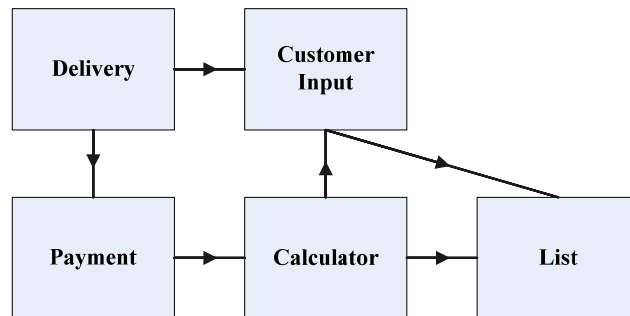 Delivery
Customer
Input
Payment
Calculator
List